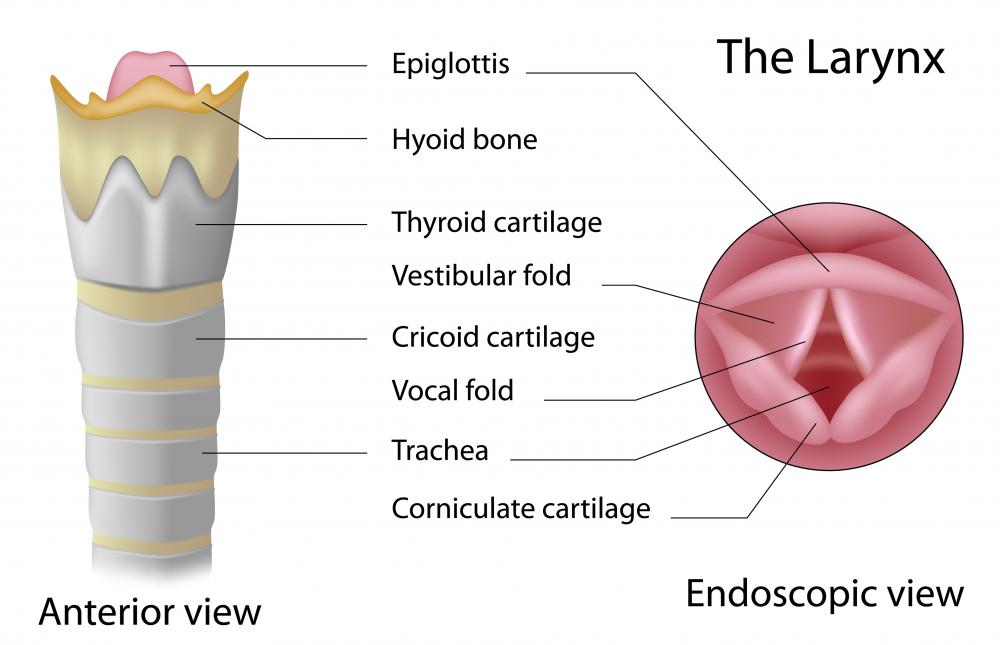 The Larynx
Epiglottis
Hyoid bone
Thyroid cartilage
Vestibular fold
Cricoid cartilage
Vocal fold
Trachea
Corniculate cartilage
Anterior view
Endoscopic view